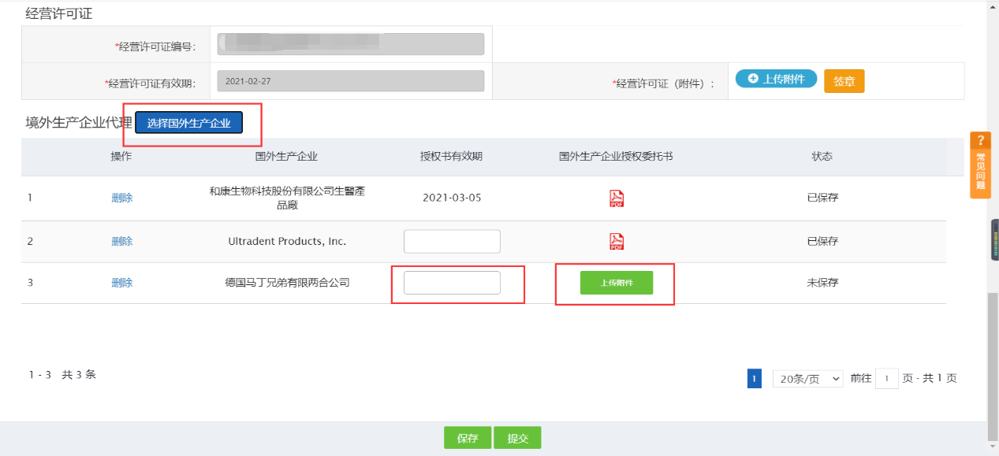 经营许可证
*经营许可证编号：
*经营许可证有效期：
2021-02-27
*经营许可证（附件）：
上传附件
签章
境外生产企业代理
选择国外生产企业
操作
国外生产企业
授权书有效期
国外生产企业授权委托书
状态
1
删除
和康生物科技股份有限公司生醫產
品廠
2021-03-05
PDF
已保存
2
删除
Ultradent Products, Inc.
PDF
已保存
3
删除
德国马丁兄弟有限两合公司
上传附件
未保存
?
常见问题
1 - 3 共 3 条
1
20条/页
前往
1
页 - 共 1 页
保存
提交